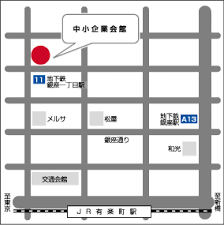 中小企業会館
11 地下鉄
銀座一丁目駅
メルサ
松屋
地下鉄
銀座駅
A13
銀座通り
和光
交通会館
至東京
至新橋
JR有楽町駅